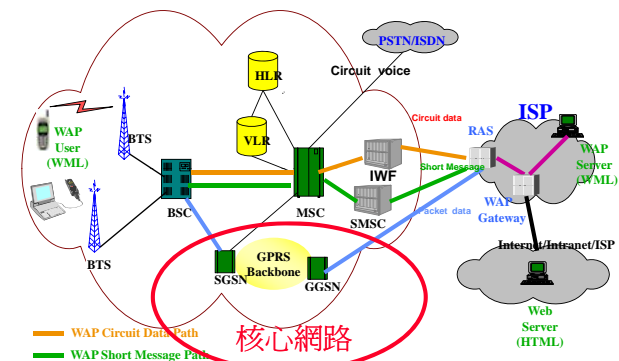 PSTN/ISDN
Circuit voice
HLR
Circuit data
ISP
RAS
WAP
User
(WML)
BTS
VLR
IWF
Short Message
WAP
Server
(WML)
BSC
MSC
SMSC
Packet data
WAP
Gateway
BTS
SGSN
GPRS
Backbone
GGSN
Internet/Intranet/ISP
Web
Server
(HTML)
核心網路
WAP Circuit Data Path
WAP Short Message Path